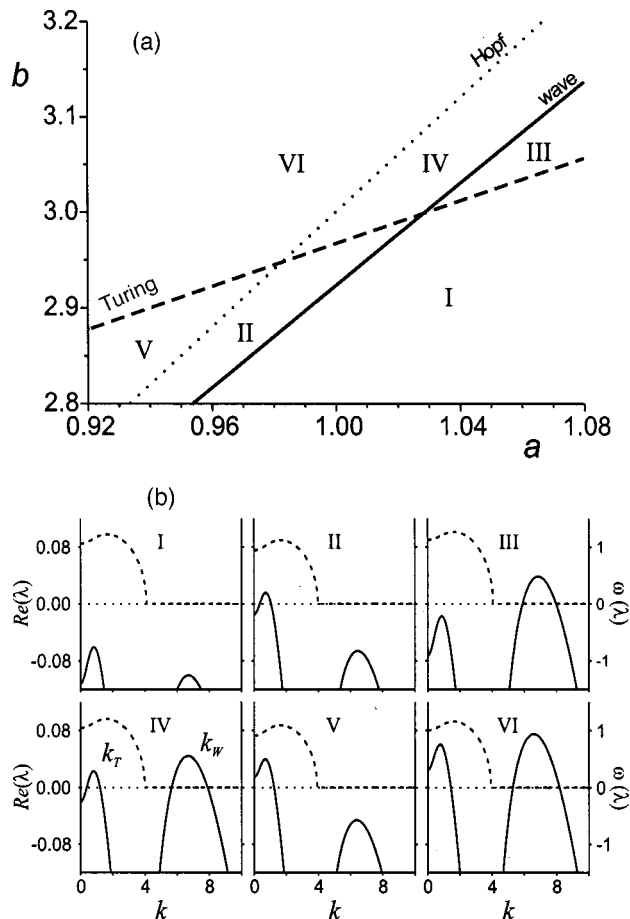 (a)
b
3.2
3.1
3.0
2.9
2.8
Hopf
wave
Turing
VI
IV
III
I
II
V
0.92
0.96
1.00
1.04
1.08
a
(b)
I
II
III
Re(λ)
0.08
0.00
-0.08
1
0
-1
ω (λ)
IV
V
VI
k_T
k_W
Re(λ)
0.08
0.00
-0.08
1
0
-1
ω (λ)
0 4 8
0 4 8
0 4 8
k
k
k